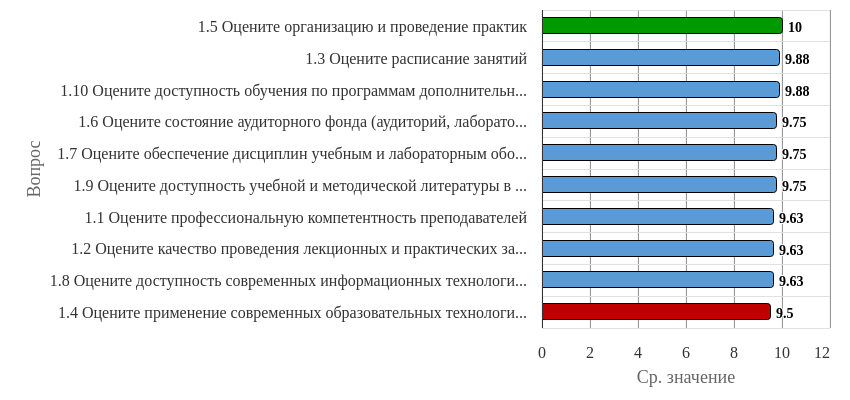 1.5 Оцените организацию и проведение практик
10
1.3 Оцените расписание занятий
9.88
1.10 Оцените доступность обучения по программам дополнительн...
9.88
1.6 Оцените состояние аудиторного фонда (аудиторий, лаборато...
9.75
1.7 Оцените обеспечение дисциплин учебным и лабораторным обо...
9.75
1.9 Оцените доступность учебной и методической литературы в ...
9.75
1.1 Оцените профессиональную компетентность преподавателей
9.63
1.2 Оцените качество проведения лекционных и практических за...
9.63
1.8 Оцените доступность современных информационных технологи...
9.63
1.4 Оцените применение современных образовательных технологи...
9.5
Вопрос
0 2 4 6 8 10 12
Ср. значение